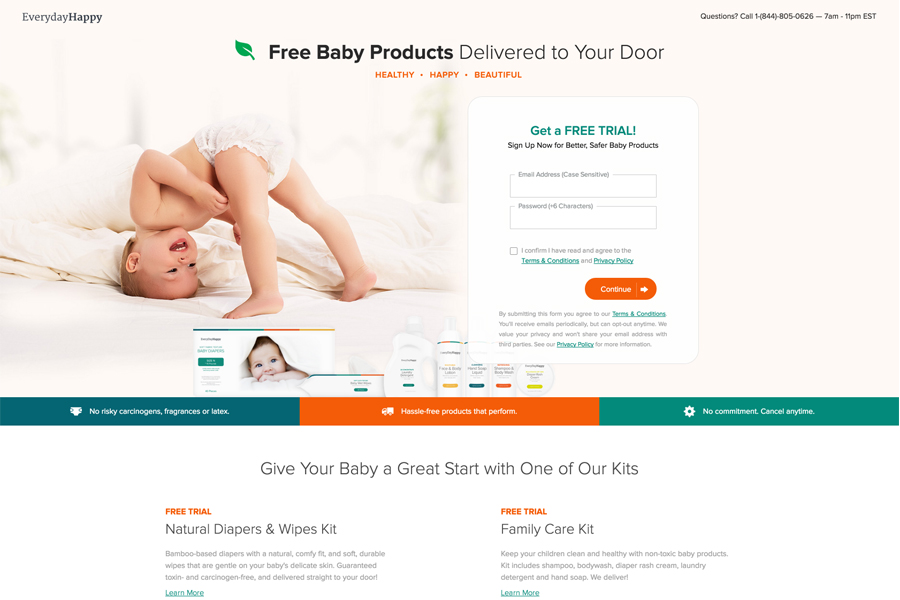 EverydayHappy
Questions? Call 1-(844)-805-0626 — 7am - 11pm EST
Free Baby Products Delivered to Your Door
HEALTHY • HAPPY • BEAUTIFUL
Get a FREE TRIAL!
Sign Up Now for Better, Safer Baby Products
Email Address (Case Sensitive)
Password (+6 Characters)
I confirm I have read and agree to the
Terms & Conditions and Privacy Policy
Continue
By submitting this form you agree to our Terms & Conditions.
You'll receive emails periodically, but can opt-out anytime. We
value your privacy and won't share your email address with
third parties. See our Privacy Policy for more information.
BABY DIAPERS
No risky carcinogens, fragrances or latex.
Hassle-free products that perform.
No commitment. Cancel anytime.
Give Your Baby a Great Start with One of Our Kits
FREE TRIAL
Natural Diapers & Wipes Kit
Bamboo-based diapers with a natural, comfy fit, and soft, durable
wipes that are gentle on your baby's delicate skin. Guaranteed
toxin- and carcinogen-free, and delivered straight to your door!
Learn More
FREE TRIAL
Family Care Kit
Keep your children clean and healthy with non-toxic baby products.
Kit includes shampoo, bodywash, diaper rash cream, laundry
detergent and hand soap. We deliver!
Learn More